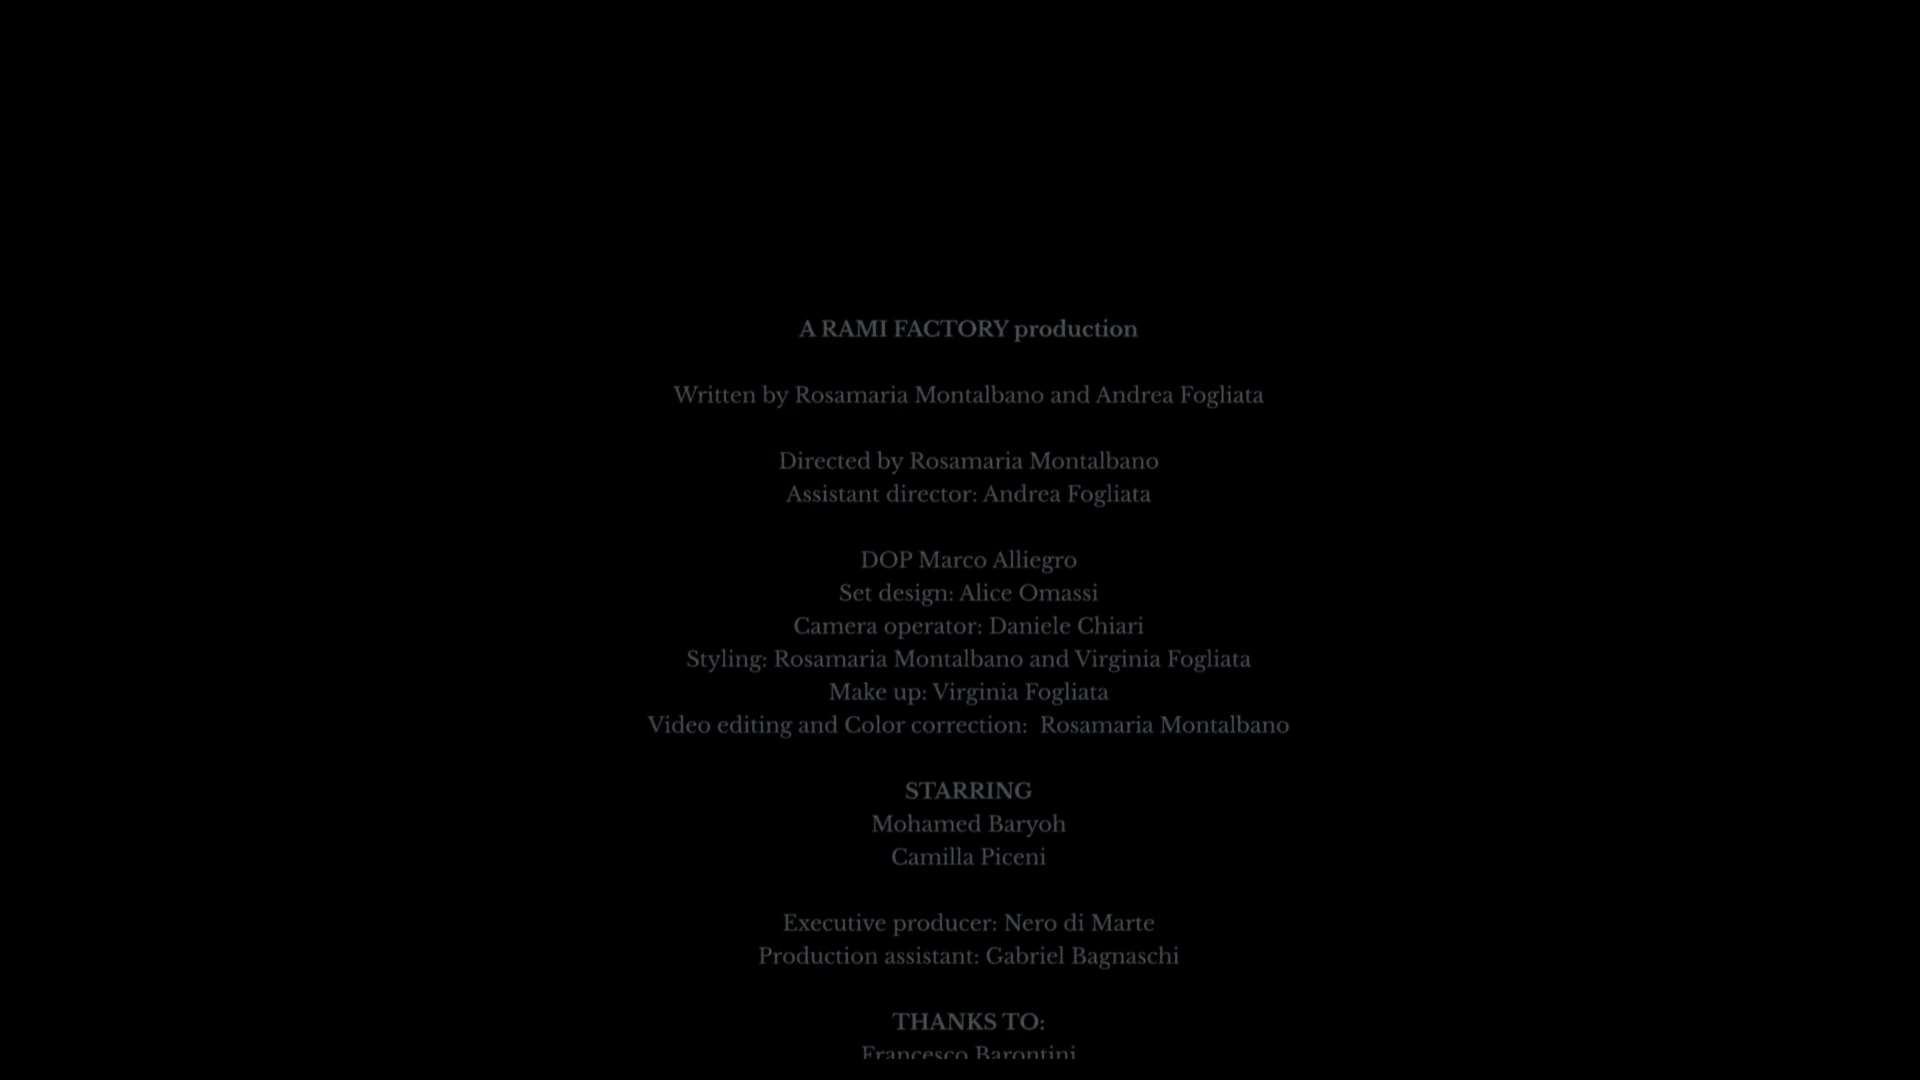 A RAMI FACTORY production
Written by Rosamaria Montalbano and Andrea Fogliata
Directed by Rosamaria Montalbano
Assistant director: Andrea Fogliata
DOP Marco Alliegro
Set design: Alice Omassi
Camera operator: Daniele Chiari
Styling: Rosamaria Montalbano and Virginia Fogliata
Make up: Virginia Fogliata
Video editing and Color correction: Rosamaria Montalbano
STARRING
Mohamed Baryoh
Camilla Piceni
Executive producer: Nero di Marte
Production assistant: Gabriel Bagnaschi
THANKS TO:
Francesco Barontini